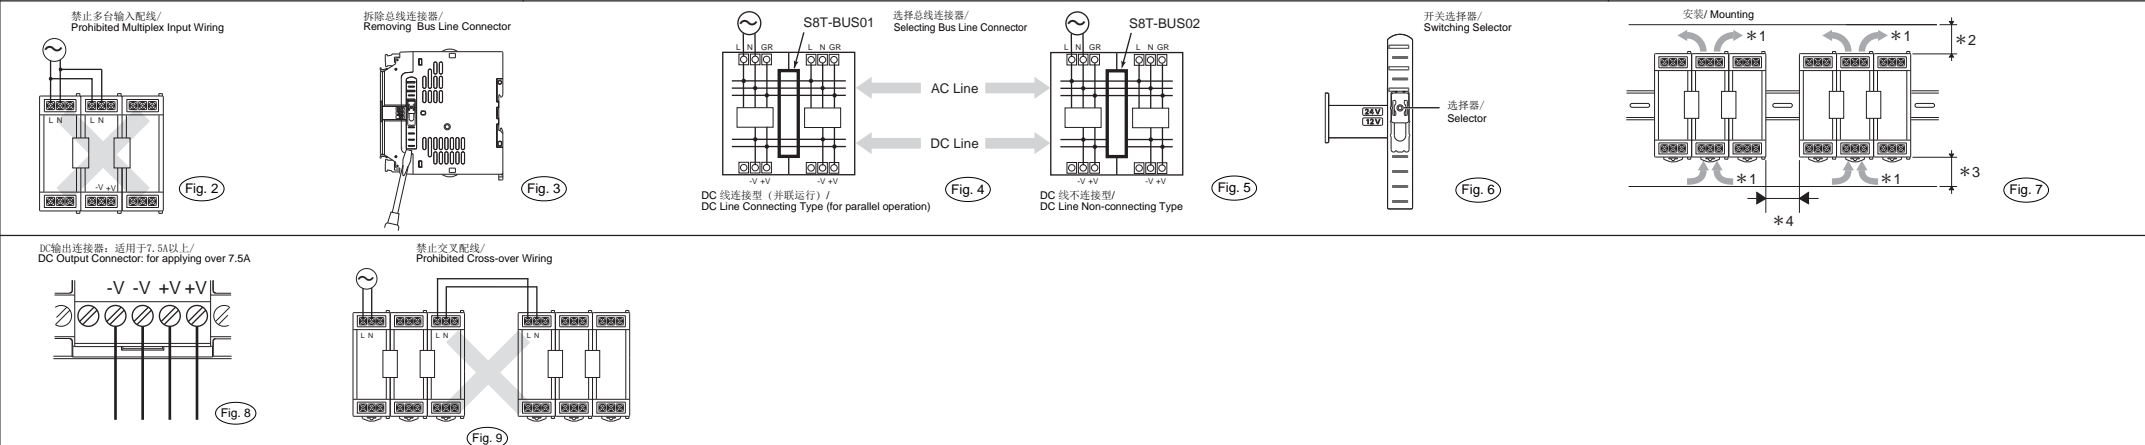 禁止多台输入配线/
Prohibited Multiplex Input Wiring
L N
L N
-V +V
Fig. 2
拆除总线连接器/
Removing Bus Line Connector
Fig. 3
选择总线连接器/
Selecting Bus Line Connector
S8T-BUS01
L N GR
L N GR
-V +V
DC 线连接型（并联运行）/
DC Line Connecting Type (for parallel operation)
Fig. 4
AC Line
DC Line
S8T-BUS02
L N GR
L N GR
-V +V
DC 线不连接型/
DC Line Non-connecting Type
Fig. 5
开关选择器/
Switching Selector
24V
12V
选择器/
Selector
Fig. 6
安装/ Mounting
*1
*1
*2
*1
*1
*3
*4
Fig. 7
DC输出连接器：适用于7.5A以上/
DC Output Connector: for applying over 7.5A
-V -V +V +V
Fig. 8
禁止交叉配线/
Prohibited Cross-over Wiring
L N
L N
Fig. 9